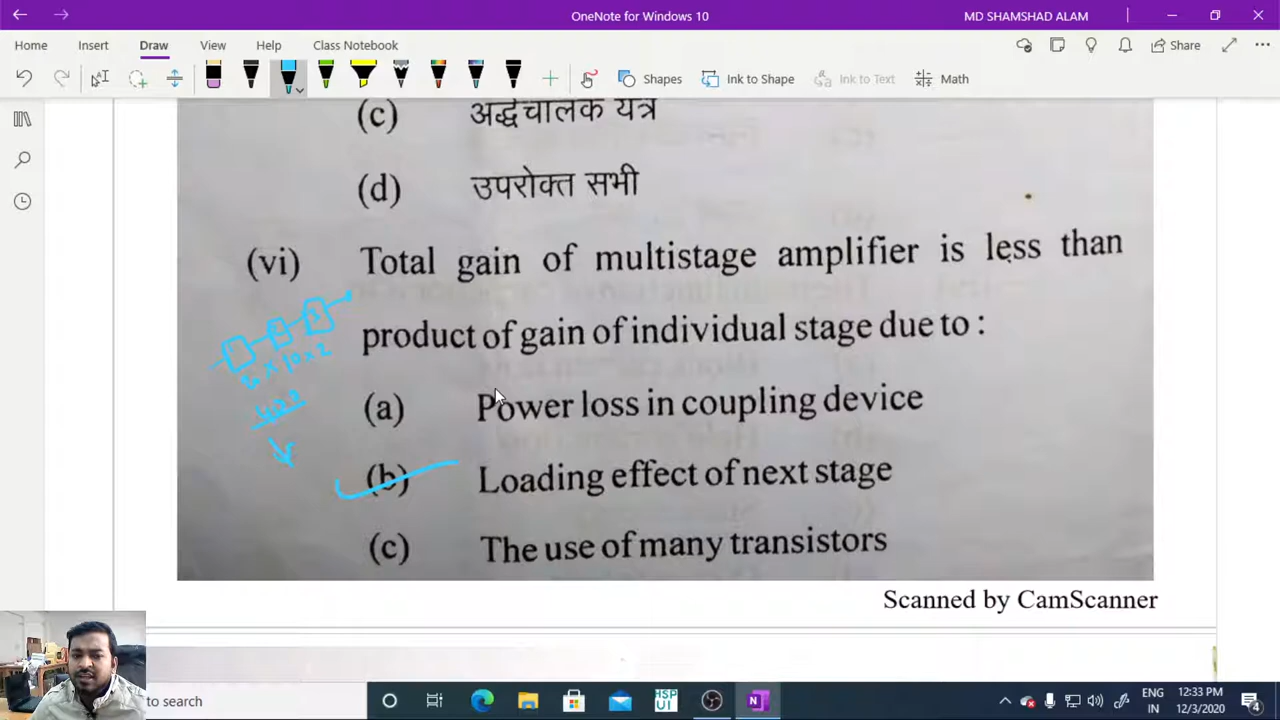 OneNote for Windows 10
MD SHAMSHAD ALAM
Home Insert Draw View Help Class Notebook
Share
Shapes Ink to Shape Ink to Text Math
(c) अर्द्धचालक यंत्र
(d) उपरोक्त सभी
(vi) Total gain of multistage amplifier is less than
product of gain of individual stage due to :
(a) Power loss in coupling device
(b) Loading effect of next stage
(c) The use of many transistors
Scanned by CamScanner
to search
HSP
UI
ENG
IN
12:33 PM
12/3/2020
4